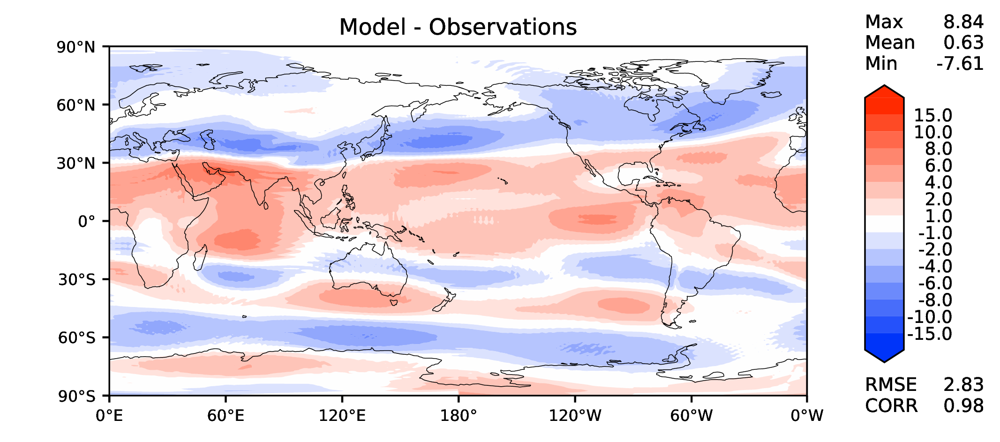 Model - Observations
Max 8.84
Mean 0.63
Min -7.61
90°N
60°N
30°N
0°
30°S
60°S
90°S
0°E 60°E 120°E 180° 120°W 60°W 0°W
15.0
10.0
8.0
6.0
4.0
2.0
1.0
-1.0
-2.0
-4.0
-6.0
-8.0
-10.0
-15.0
RMSE 2.83
CORR 0.98